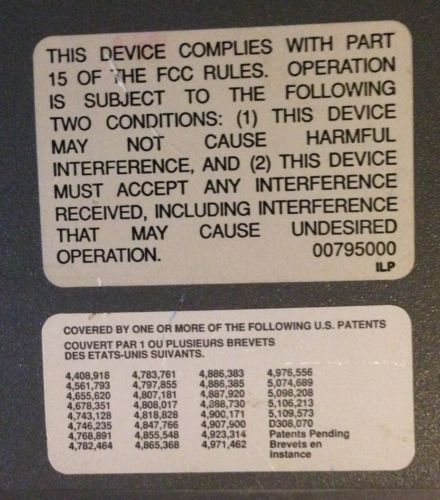 THIS DEVICE COMPLIES WITH PART
15 OF THE FCC RULES. OPERATION
IS SUBJECT TO THE FOLLOWING
TWO CONDITIONS: (1) THIS DEVICE
MAY NOT CAUSE HARMFUL
INTERFERENCE, AND (2) THIS DEVICE
MUST ACCEPT ANY INTERFERENCE
RECEIVED, INCLUDING INTERFERENCE
THAT MAY CAUSE UNDESIRED
OPERATION. 00795000
ILP
COVERED BY ONE OR MORE OF THE FOLLOWING U.S. PATENTS
COUVERT PAR 1 OU PLUSIEURS BREVETS
DES ETATS-UNIS SUIVANTS.
4,408,918 4,783,761 4,886,383 4,976,556
4,561,793 4,797,855 4,886,385 5,074,689
4,655,620 4,807,181 4,887,920 5,098,208
4,678,351 4,808,017 4,888,730 5,106,213
4,743,128 4,818,828 4,900,171 5,109,573
4,746,235 4,847,766 4,907,900 D308,070
4,768,891 4,855,548 4,923,314 Patents Pending
4,782,464 4,865,368 4,971,462 Brevets en
instance